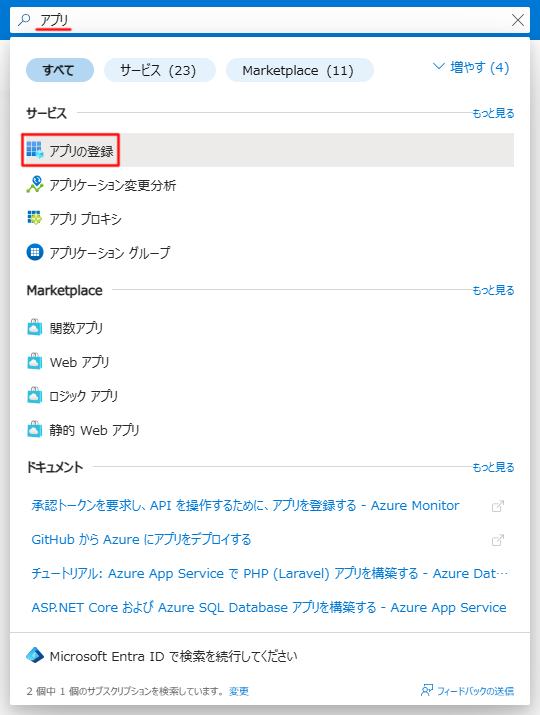 アプリ
すべて サービス (23) Marketplace (11) 増やす (4)
サービス もっと見る
アプリの登録
アプリケーション変更分析
アプリ プロキシ
アプリケーション グループ
Marketplace もっと見る
関数アプリ
Web アプリ
ロジック アプリ
静的 Web アプリ
ドキュメント もっと見る
承認トークンを要求し、API を操作するために、アプリを登録する - Azure Monitor
GitHub から Azure にアプリをデプロイする
チュートリアル: Azure App Service で PHP (Laravel) アプリを構築する - Azure Dat…
ASP.NET Core および Azure SQL Database アプリを構築する - Azure App Service
Microsoft Entra ID で検索を続行してください
2 個中 1 個のサブスクリプションを検索しています。 変更 フィードバックの送信